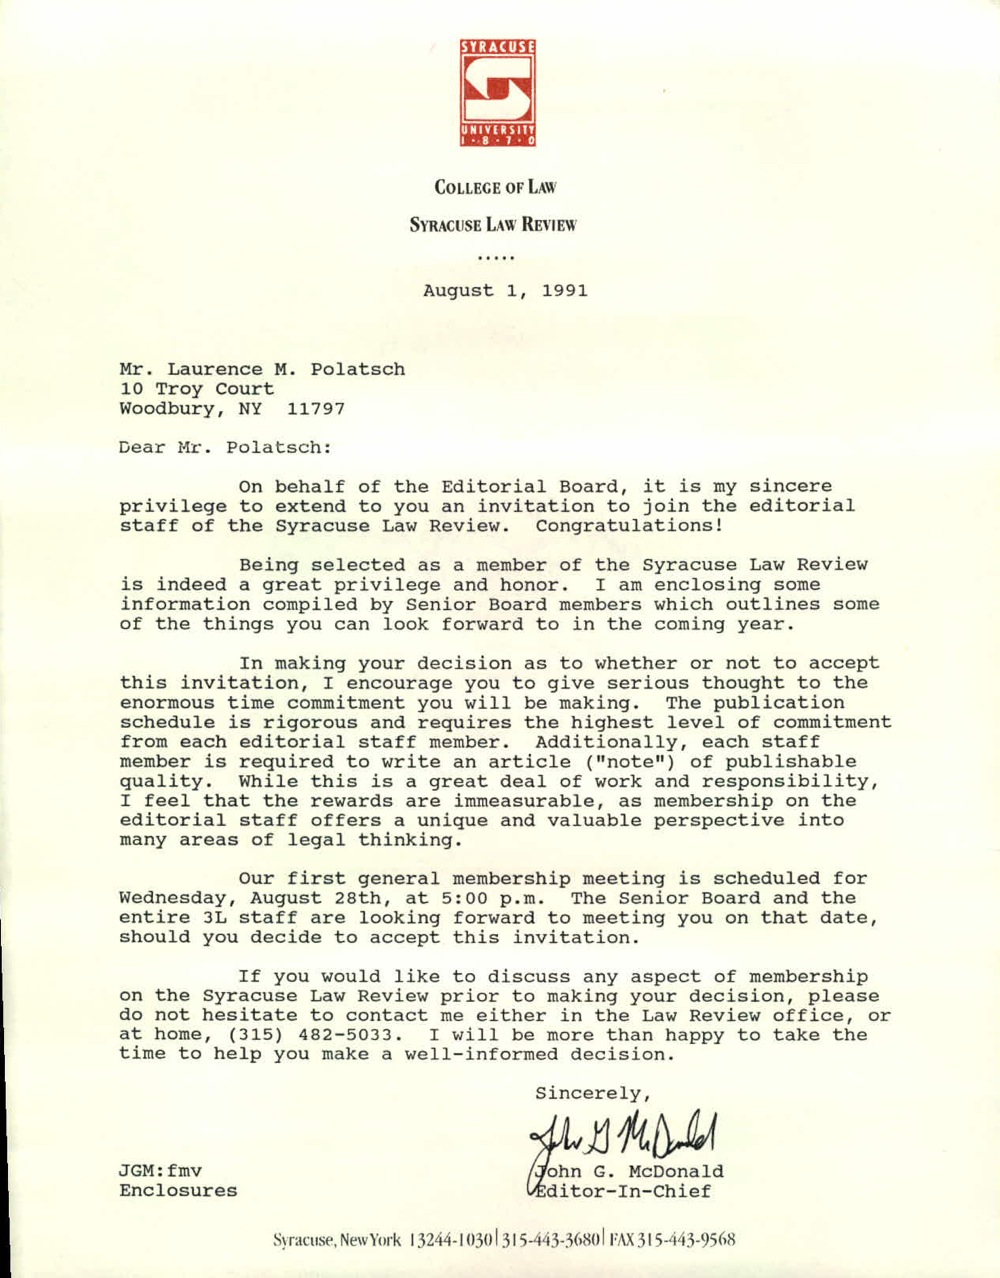 SYRACUSE
UNIVERSITY
1·8·7·0
COLLEGE OF LAW
SYRACUSE LAW REVIEW
.....
August 1, 1991
Mr. Laurence M. Polatsch
10 Troy Court
Woodbury, NY  11797
Dear Mr. Polatsch:
On behalf of the Editorial Board, it is my sincere
privilege to extend to you an invitation to join the editorial
staff of the Syracuse Law Review.  Congratulations!
Being selected as a member of the Syracuse Law Review
is indeed a great privilege and honor.  I am enclosing some
information compiled by Senior Board members which outlines some
of the things you can look forward to in the coming year.
In making your decision as to whether or not to accept
this invitation, I encourage you to give serious thought to the
enormous time commitment you will be making.  The publication
schedule is rigorous and requires the highest level of commitment
from each editorial staff member.  Additionally, each staff
member is required to write an article ("note") of publishable
quality.  While this is a great deal of work and responsibility,
I feel that the rewards are immeasurable, as membership on the
editorial staff offers a unique and valuable perspective into
many areas of legal thinking.
Our first general membership meeting is scheduled for
Wednesday, August 28th, at 5:00 p.m.  The Senior Board and the
entire 3L staff are looking forward to meeting you on that date,
should you decide to accept this invitation.
If you would like to discuss any aspect of membership
on the Syracuse Law Review prior to making your decision, please
do not hesitate to contact me either in the Law Review office, or
at home, (315) 482-5033.  I will be more than happy to take the
time to help you make a well-informed decision.
Sincerely,
John G McDonald
John G. McDonald
Editor-In-Chief
JGM:fmv
Enclosures
Syracuse, New York 13244-1030|315-443-3680|FAX 315-443-9568